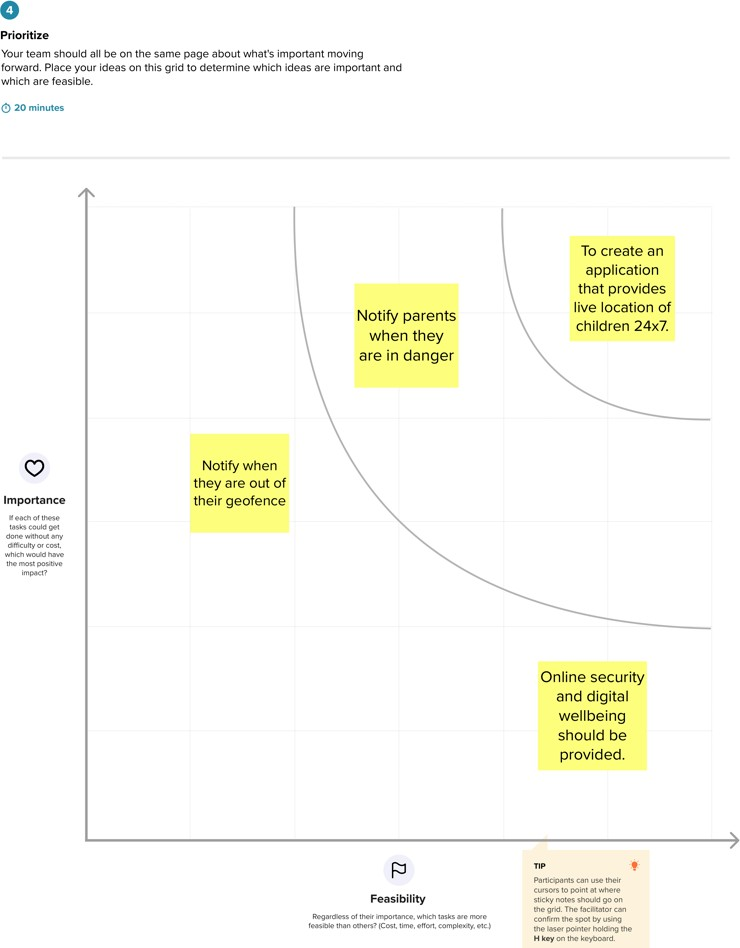 4
Prioritize
Your team should all be on the same page about what's important moving
forward. Place your ideas on this grid to determine which ideas are important and
which are feasible.
20 minutes
To create an
application
that provides
live location of
children 24x7.
Notify parents
when they
are in danger
Notify when
they are out of
their geofence
Importance
If each of these
tasks could get
done without any
difficulty or cost,
which would have
the most positive
impact?
Online security
and digital
wellbeing
should be
provided.
Feasibility
Regardless of their importance, which tasks are more
feasible than others? (Cost, time, effort, complexity, etc.)
TIP
Participants can use their
cursors to point at where
sticky notes should go on
the grid. The facilitator can
confirm the spot by using
the laser pointer holding the
H key on the keyboard.